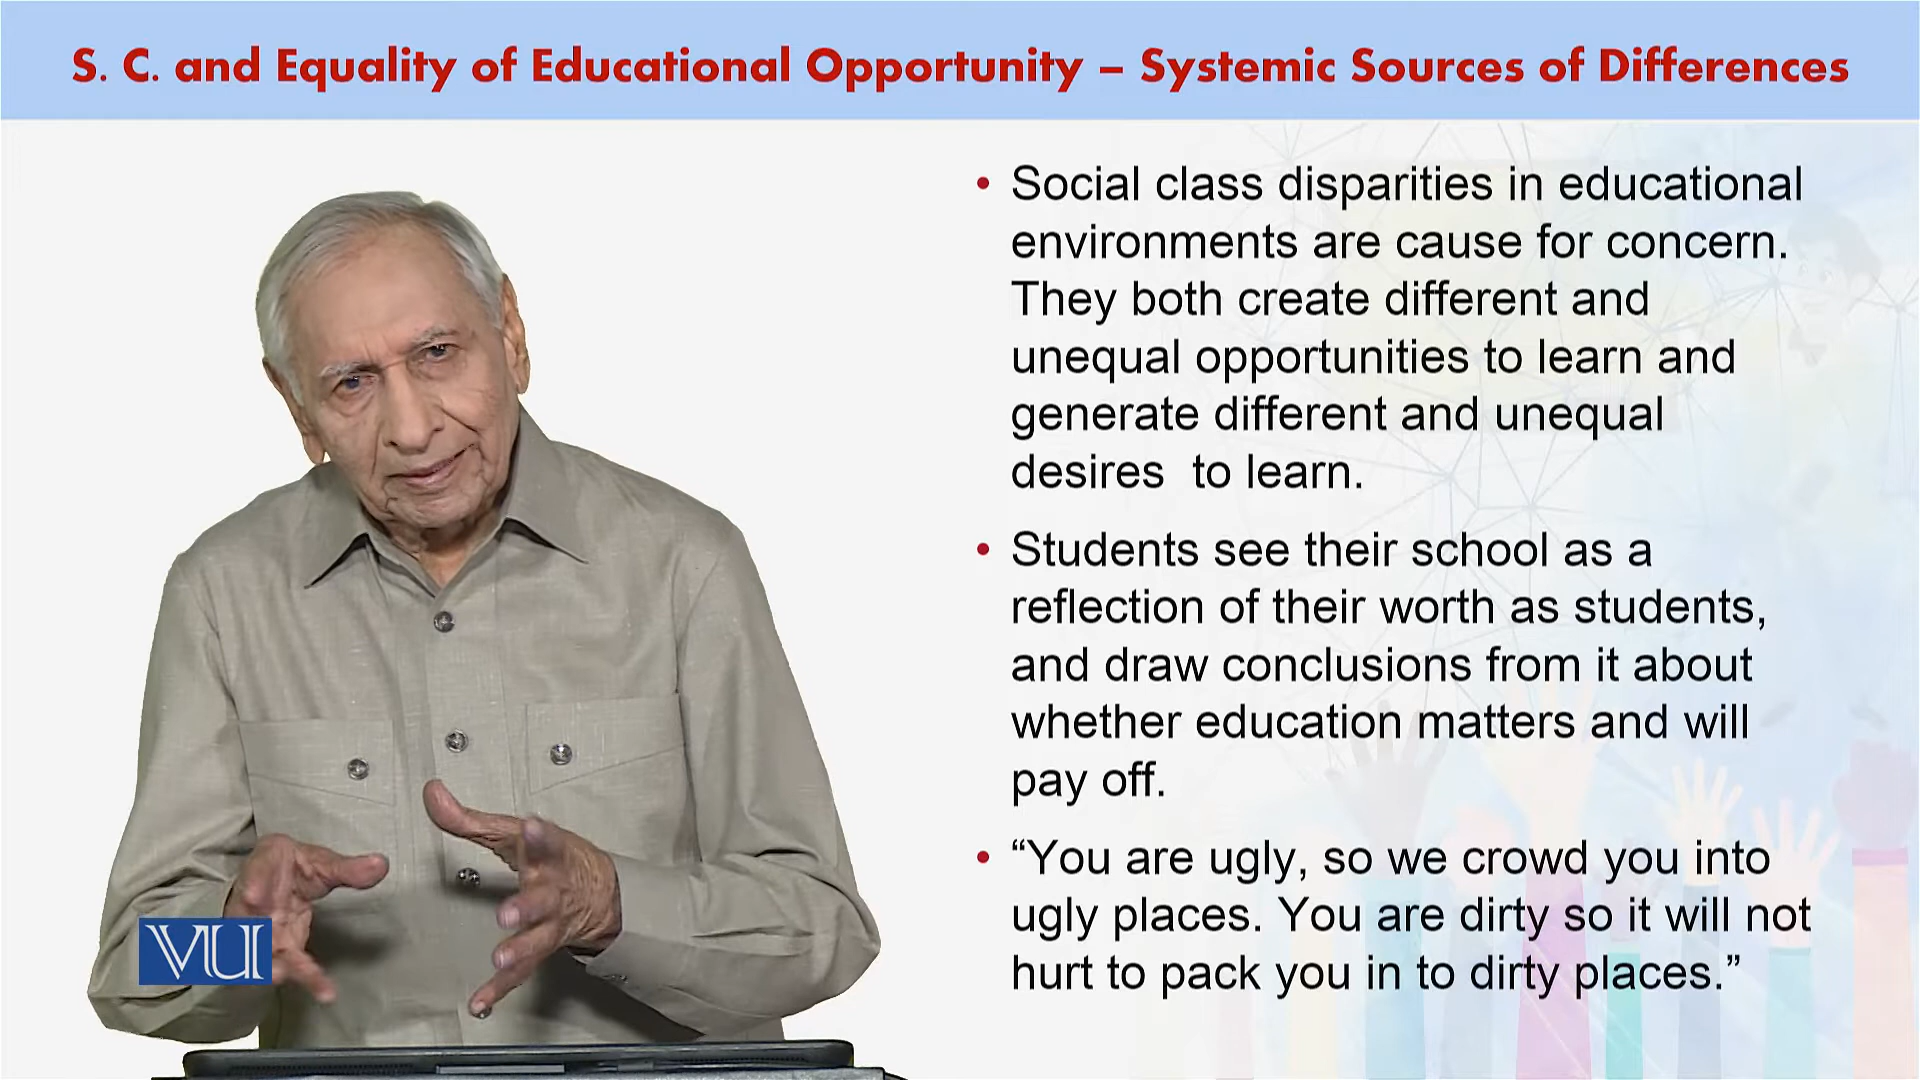 S. C. and Equality of Educational Opportunity – Systemic Sources of Differences
• Social class disparities in educational
environments are cause for concern.
They both create different and
unequal opportunities to learn and
generate different and unequal
desires  to learn.
• Students see their school as a
reflection of their worth as students,
and draw conclusions from it about
whether education matters and will
pay off.
• “You are ugly, so we crowd you into
ugly places. You are dirty so it will not
hurt to pack you in to dirty places.”
VU